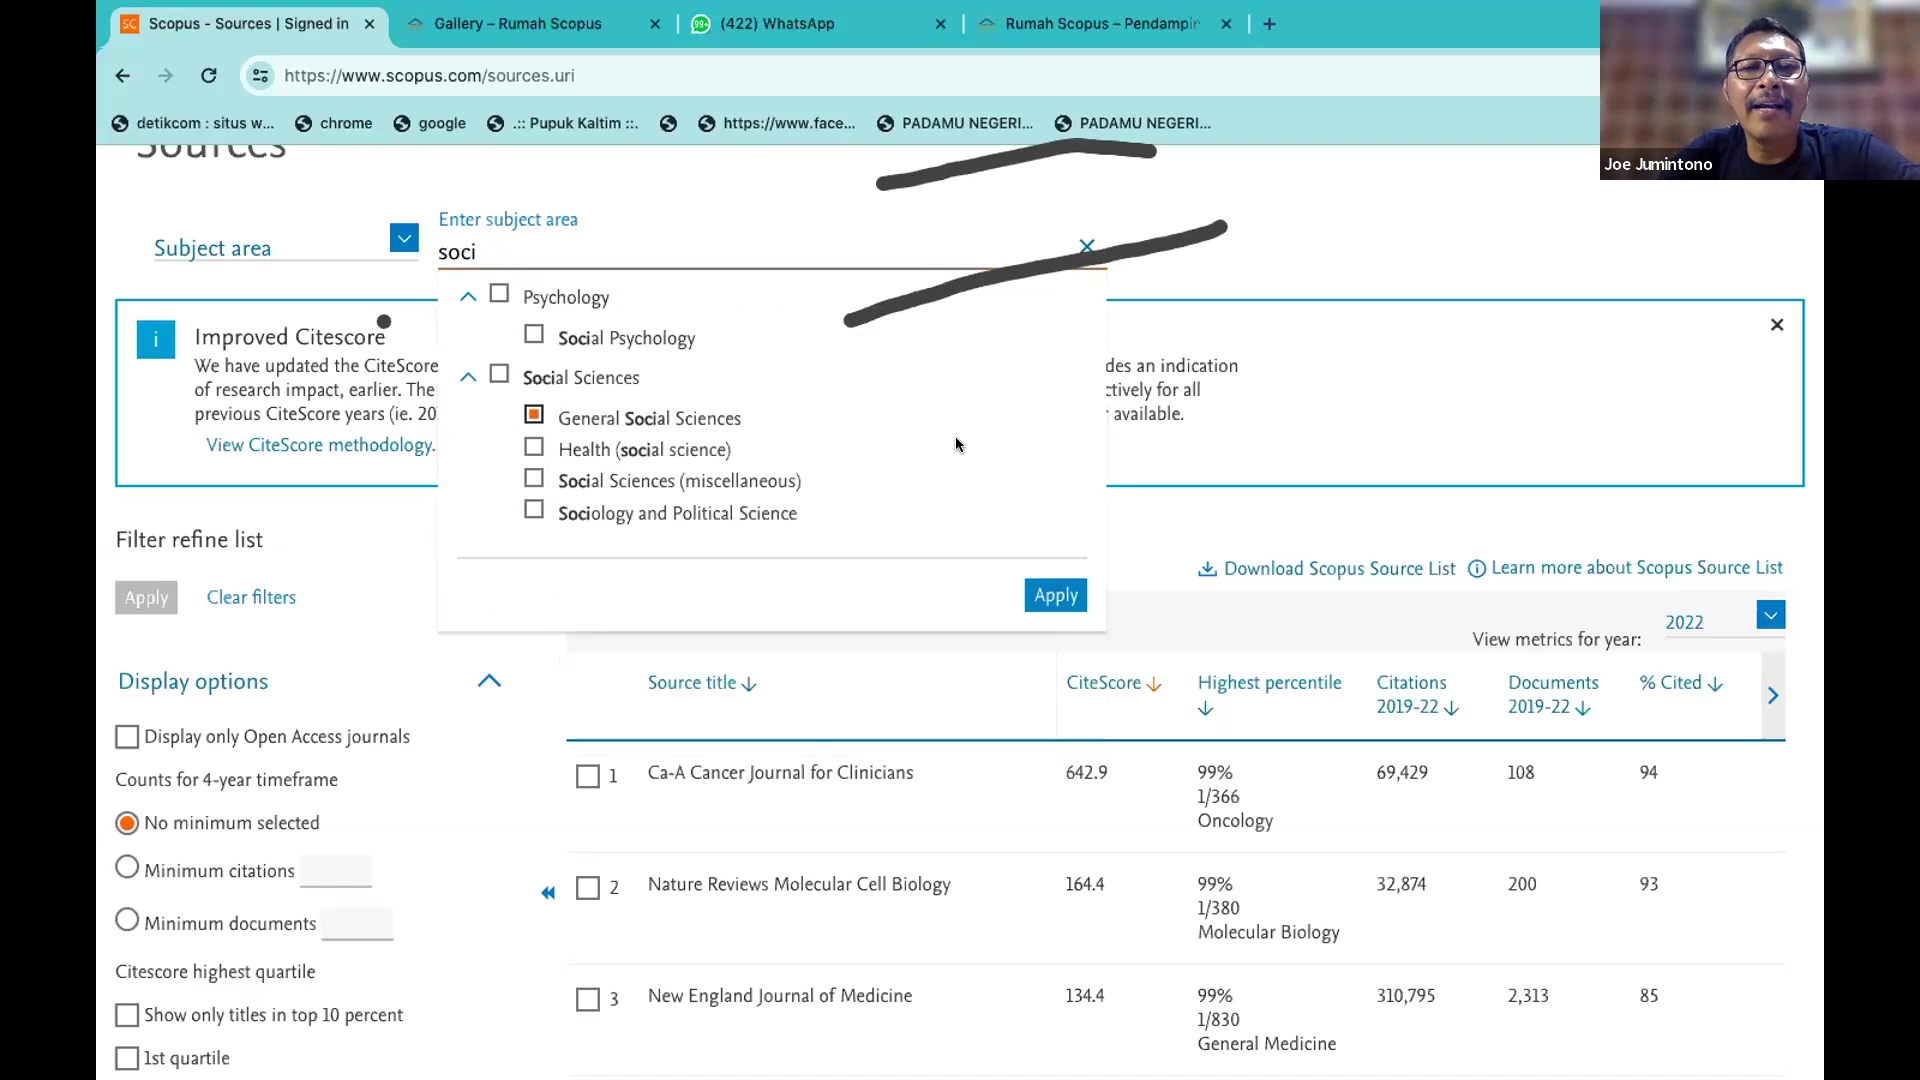 Scopus - Sources | Signed in
Gallery – Rumah Scopus
99+
(422) WhatsApp
Rumah Scopus – Pendampin
https://www.scopus.com/sources.uri
detikcom : situs w...
chrome
google
.:: Pupuk Kaltim ::.
https://www.face...
PADAMU NEGERI...
PADAMU NEGERI...
Joe Jumintono
Sources
Subject area
Enter subject area
soci
Psychology
Social Psychology
Social Sciences
General Social Sciences
Health (social science)
Social Sciences (miscellaneous)
Sociology and Political Science
Apply
i
Improved Citescore
We have updated the CiteScore
des an indication
of research impact, earlier. The
ctively for all
previous CiteScore years (ie. 20
available.
View CiteScore methodology.
Filter refine list
Apply
Clear filters
Download Scopus Source List
Learn more about Scopus Source List
View metrics for year:
2022
Display options
Display only Open Access journals
Counts for 4-year timeframe
No minimum selected
Minimum citations
Minimum documents
Citescore highest quartile
Show only titles in top 10 percent
1st quartile
Source title
CiteScore
Highest percentile
Citations
2019-22
Documents
2019-22
% Cited
1
Ca-A Cancer Journal for Clinicians
642.9
99%
1/366
Oncology
69,429
108
94
2
Nature Reviews Molecular Cell Biology
164.4
99%
1/380
Molecular Biology
32,874
200
93
3
New England Journal of Medicine
134.4
99%
1/830
General Medicine
310,795
2,313
85